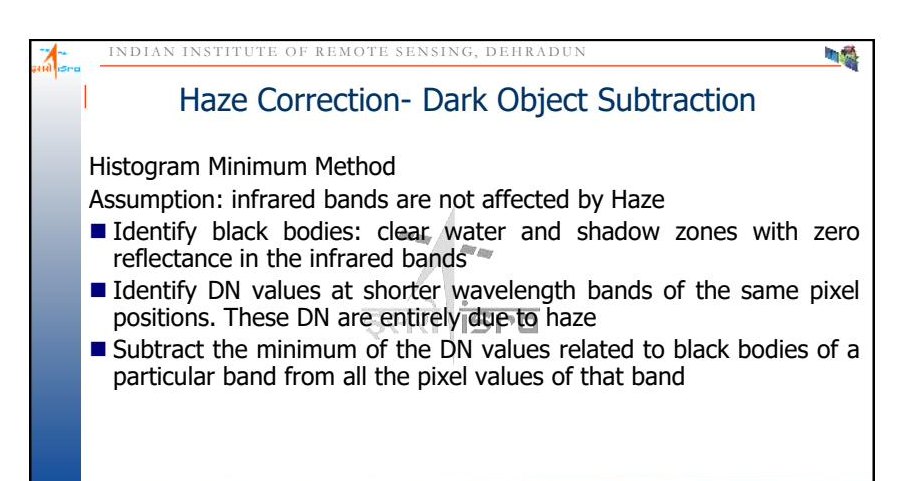 INDIAN INSTITUTE OF REMOTE SENSING, DEHRADUN
इसरो isro
Haze Correction- Dark Object Subtraction
Histogram Minimum Method
Assumption: infrared bands are not affected by Haze
■ Identify black bodies: clear water and shadow zones with zero
reflectance in the infrared bands
■ Identify DN values at shorter wavelength bands of the same pixel
positions. These DN are entirely due to haze
इसरो isro
■ Subtract the minimum of the DN values related to black bodies of a
particular band from all the pixel values of that band